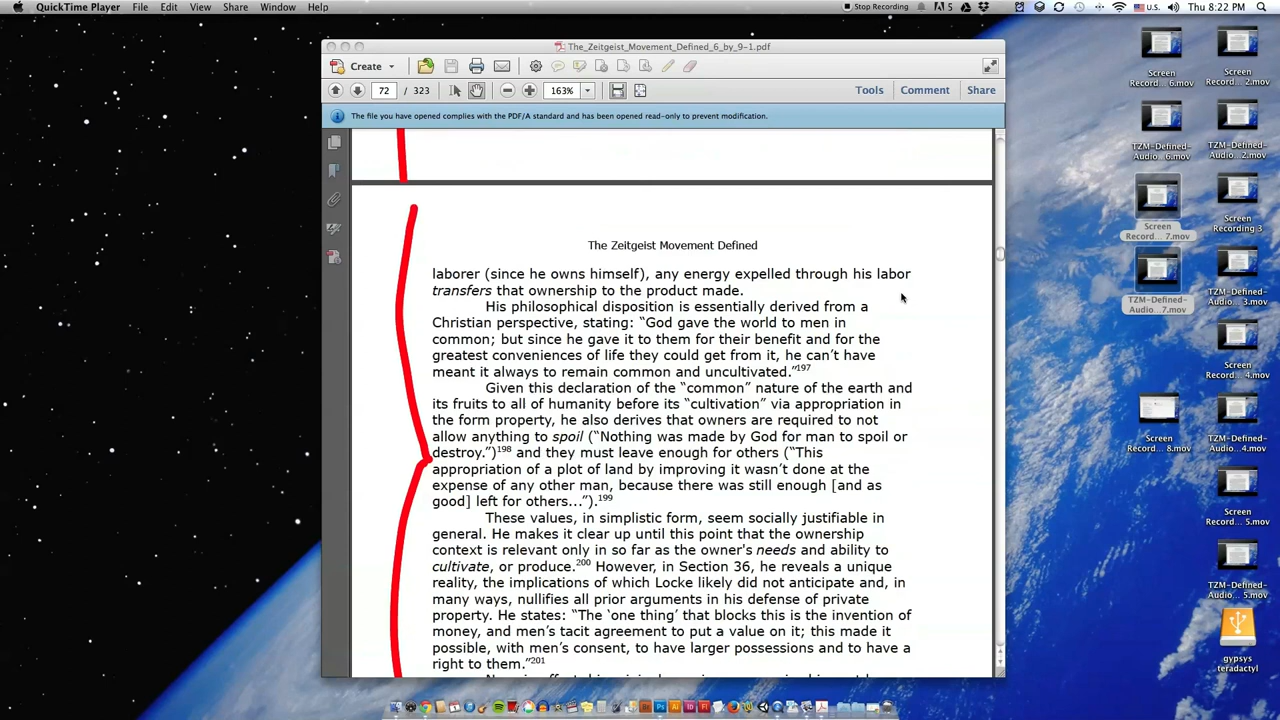 QuickTime Player File Edit View Share Window Help
Stop Recording 5 U.S. Thu 8:22 PM
The_Zeitgeist_Movement_Defined_6_by_9-1.pdf
Create
72 / 323 163% Tools Comment Share
The file you have opened complies with the PDF/A standard and has been opened read-only to prevent modification.
The Zeitgeist Movement Defined
laborer (since he owns himself), any energy expelled through his labor
transfers that ownership to the product made.
His philosophical disposition is essentially derived from a
Christian perspective, stating: “God gave the world to men in
common; but since he gave it to them for their benefit and for the
greatest conveniences of life they could get from it, he can’t have
meant it always to remain common and uncultivated.”197
Given this declaration of the “common” nature of the earth and
its fruits to all of humanity before its “cultivation” via appropriation in
the form property, he also derives that owners are required to not
allow anything to spoil (“Nothing was made by God for man to spoil or
destroy.”)198 and they must leave enough for others (“This
appropriation of a plot of land by improving it wasn’t done at the
expense of any other man, because there was still enough [and as
good] left for others...”).199
These values, in simplistic form, seem socially justifiable in
general. He makes it clear up until this point that the ownership
context is relevant only in so far as the owner's needs and ability to
cultivate, or produce.200 However, in Section 36, he reveals a unique
reality, the implications of which Locke likely did not anticipate and, in
many ways, nullifies all prior arguments in his defense of private
property. He states: “The ‘one thing’ that blocks this is the invention of
money, and men’s tacit agreement to put a value on it; this made it
possible, with men’s consent, to have larger possessions and to have a
right to them.”201
Screen
Record... 6.mov
Screen
Record... 2.mov
TZM-Defined-
Audio...6.mov
TZM-Defined-
Audio...2.mov
Screen
Record... 7.mov
Screen
Recording 3
TZM-Defined-
Audio...7.mov
TZM-Defined-
Audio... 3.mov
Screen
Record... 4.mov
Screen
Record... 8.mov
TZM-Defined-
Audio...4.mov
Screen
Record... 5.mov
TZM-Defined-
Audio... 5.mov
gypsys
teradactyl